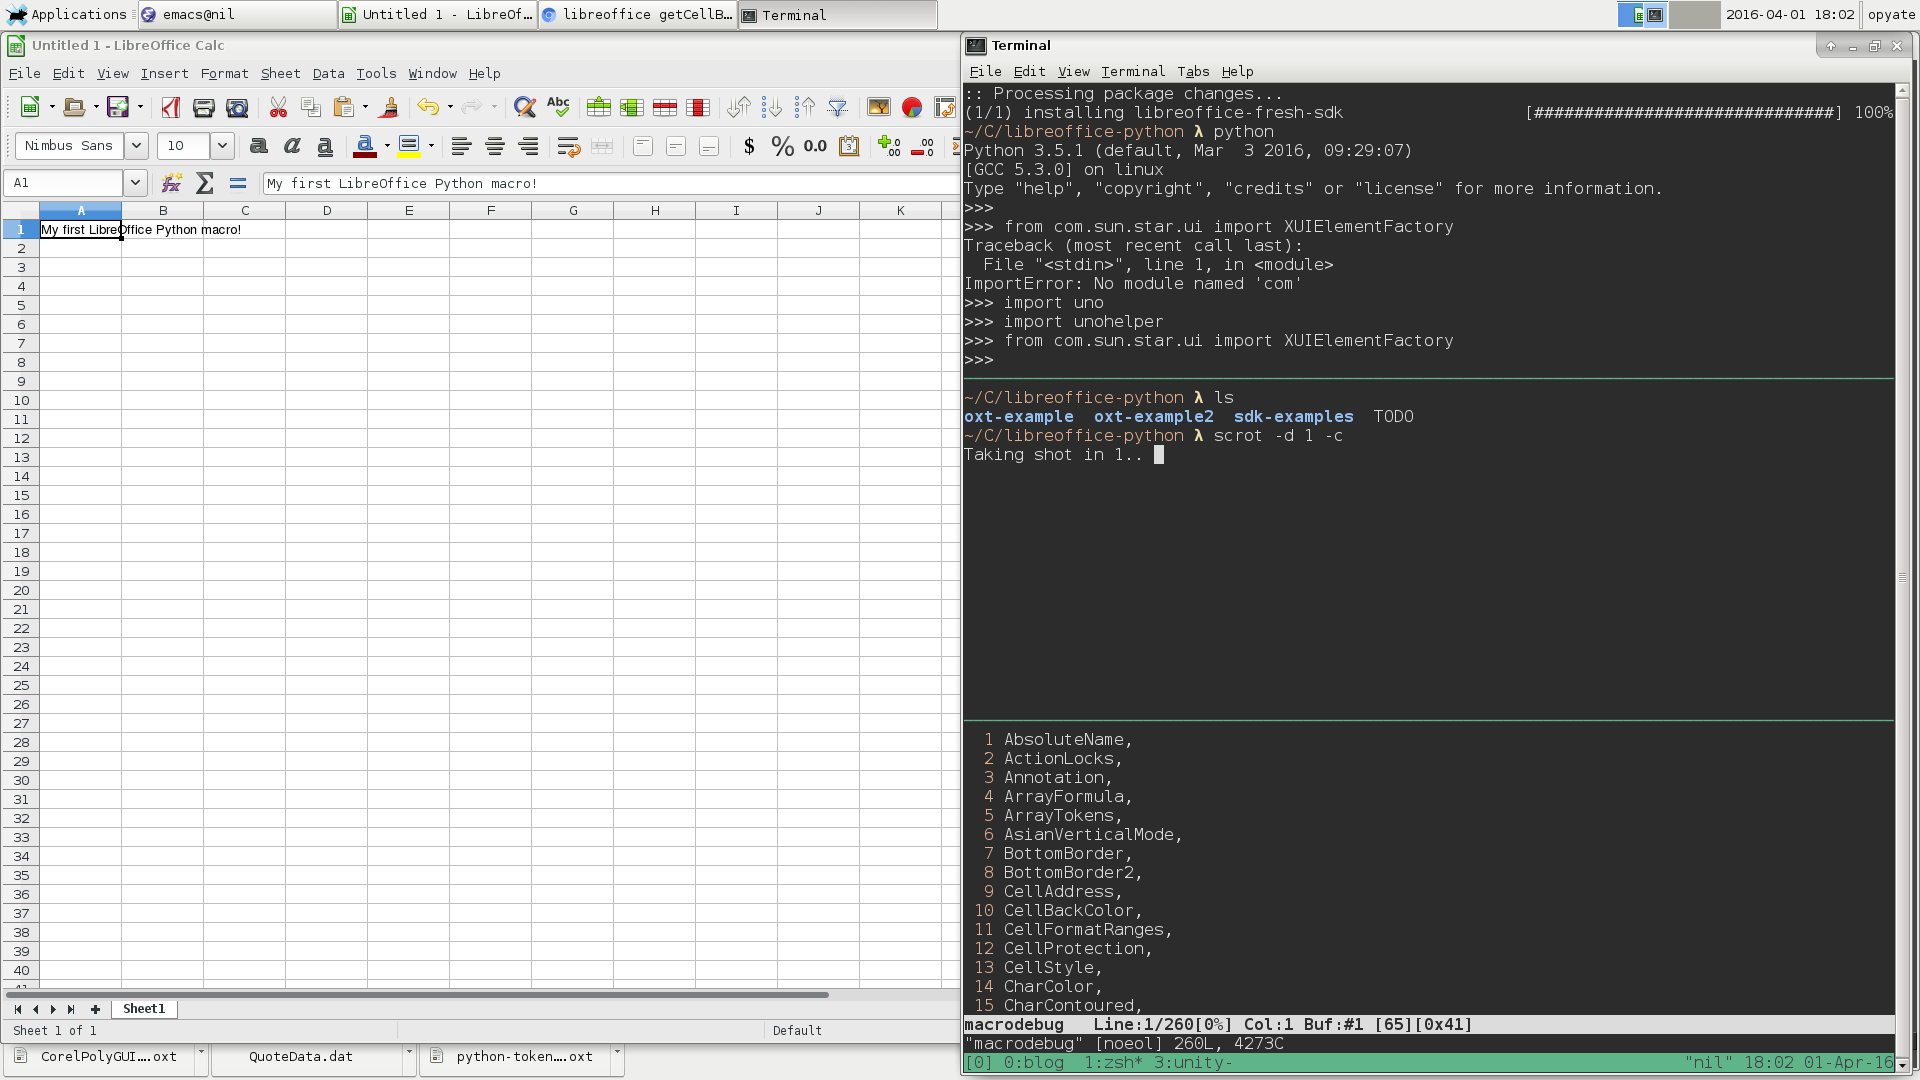 Applications emacs@nil Untitled 1 - LibreOf... libreoffice getCellB... Terminal 2016-04-01 18:02 opyate
Untitled 1 - LibreOffice Calc
File Edit View Insert Format Sheet Data Tools Window Help
Abc
Nimbus Sans 10 a a a a $ % 0.0
A1 fx Σ = My first LibreOffice Python macro!
A B C D E F G H I J K
1 My first LibreOffice Python macro!
2
3
4
5
6
7
8
9
10
11
12
13
14
15
16
17
18
19
20
21
22
23
24
25
26
27
28
29
30
31
32
33
34
35
36
37
38
39
40
Sheet1
Sheet 1 of 1 Default
CorelPolyGUI....oxt QuoteData.dat python-token....oxt
Terminal
File Edit View Terminal Tabs Help
:: Processing package changes...
(1/1) installing libreoffice-fresh-sdk [##############################] 100%
~/C/libreoffice-python λ python
Python 3.5.1 (default, Mar  3 2016, 09:29:07)
[GCC 5.3.0] on linux
Type "help", "copyright", "credits" or "license" for more information.
>>>
>>> from com.sun.star.ui import XUIElementFactory
Traceback (most recent call last):
  File "<stdin>", line 1, in <module>
ImportError: No module named 'com'
>>> import uno
>>> import unohelper
>>> from com.sun.star.ui import XUIElementFactory
>>>
~/C/libreoffice-python λ ls
oxt-example  oxt-example2  sdk-examples  TODO
~/C/libreoffice-python λ scrot -d 1 -c
Taking shot in 1..
1 AbsoluteName,
2 ActionLocks,
3 Annotation,
4 ArrayFormula,
5 ArrayTokens,
6 AsianVerticalMode,
7 BottomBorder,
8 BottomBorder2,
9 CellAddress,
10 CellBackColor,
11 CellFormatRanges,
12 CellProtection,
13 CellStyle,
14 CharColor,
15 CharContoured,
macrodebug   Line:1/260[0%] Col:1 Buf:#1 [65][0x41]
"macrodebug" [noeol] 260L, 4273C
[0] 0:blog  1:zsh* 3:unity- "nil" 18:02 01-Apr-16